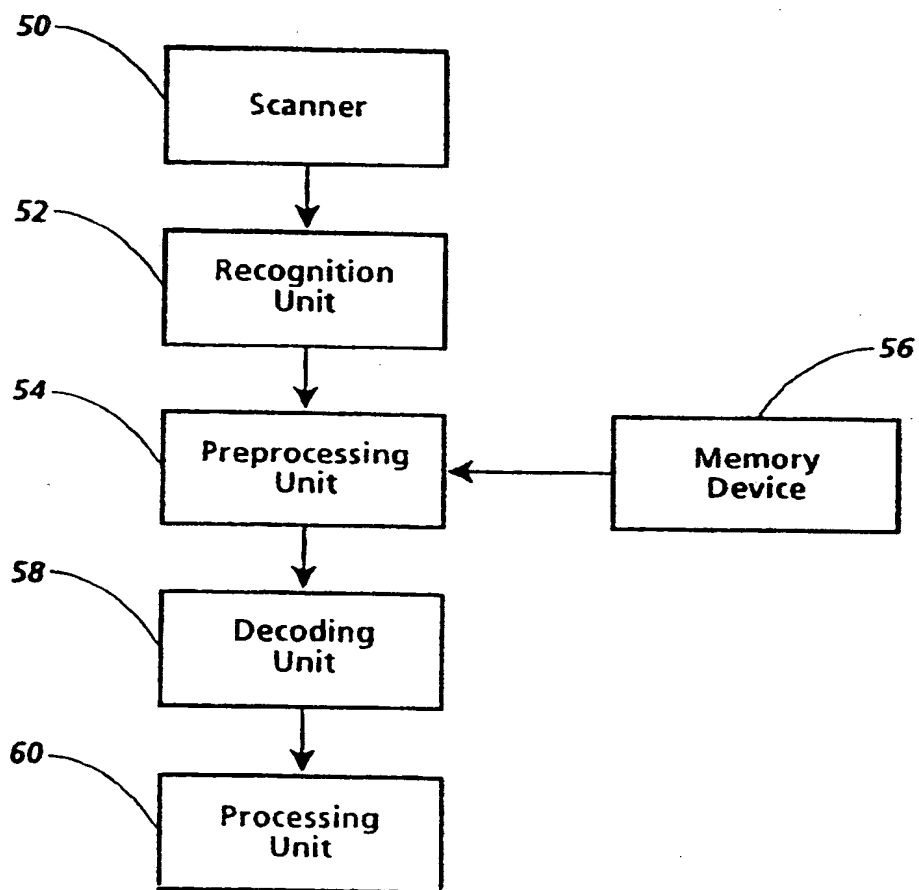 50
Scanner
52
Recognition
Unit
54
Preprocessing
Unit
56
Memory
Device
58
Decoding
Unit
60
Processing
Unit